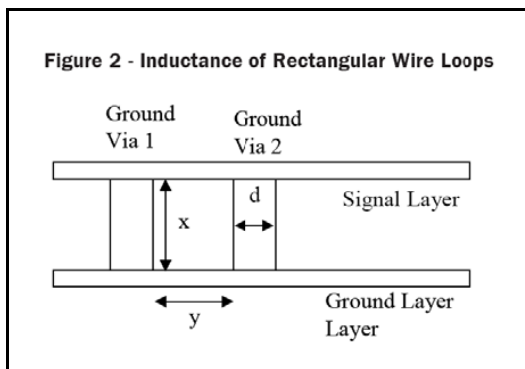 Figure 2 - Inductance of Rectangular Wire Loops
Ground
Via 1
Ground
Via 2
d
Signal Layer
x
Ground Layer
Layer
y